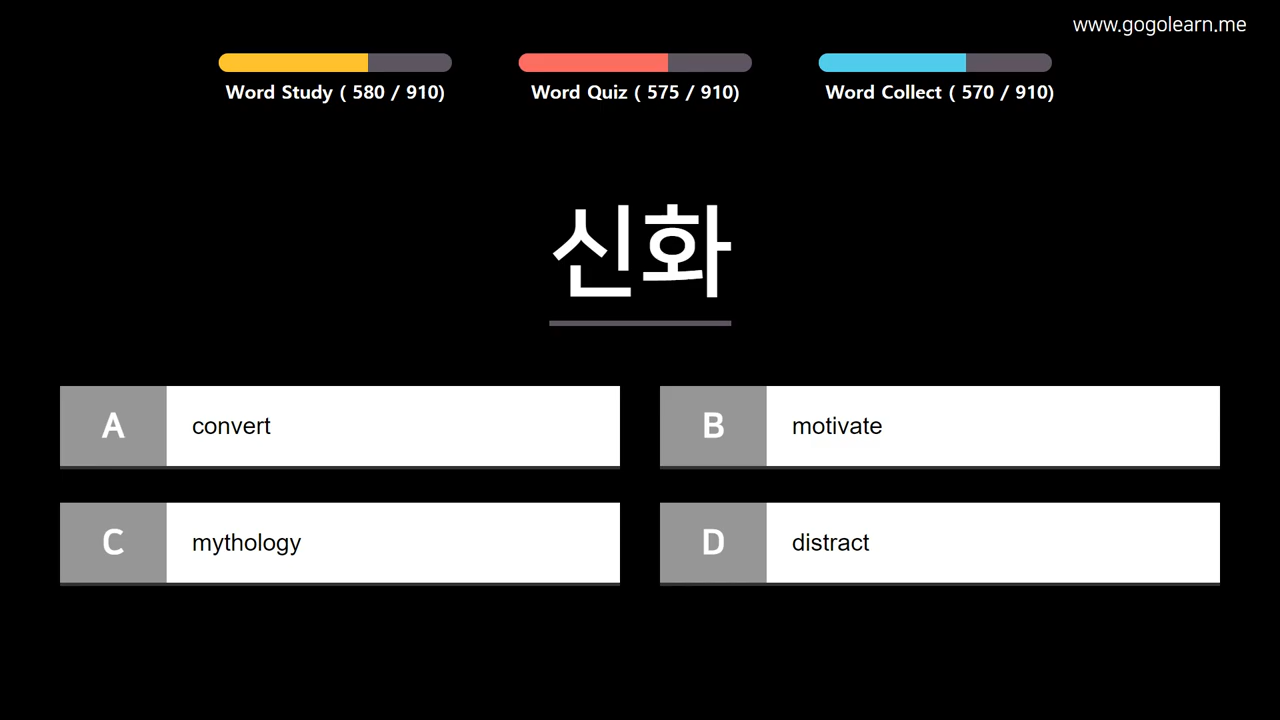 www.gogolearn.me
Word Study ( 580 / 910)
Word Quiz ( 575 / 910)
Word Collect ( 570 / 910)
신화
A convert
B motivate
C mythology
D distract